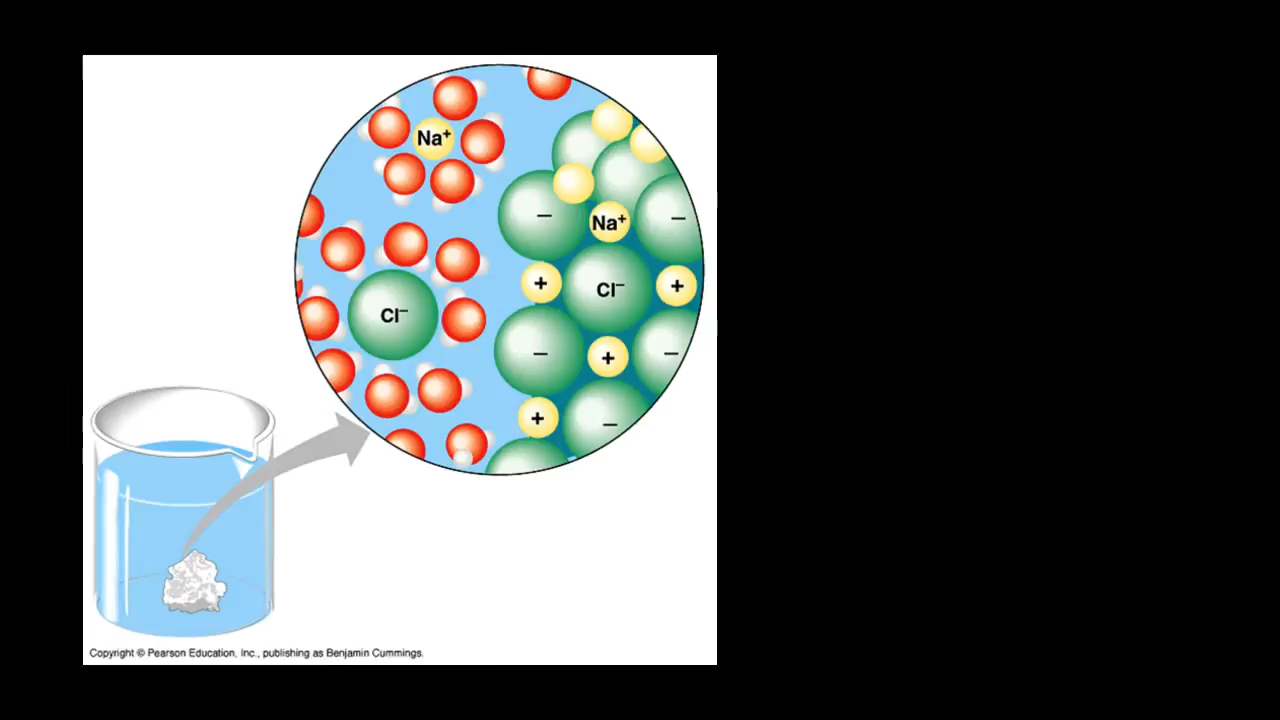 Na⁺
Na⁺
Cl⁻
Cl⁻
−
−
+
+
−
+
−
+
−
Copyright © Pearson Education, Inc., publishing as Benjamin Cummings.